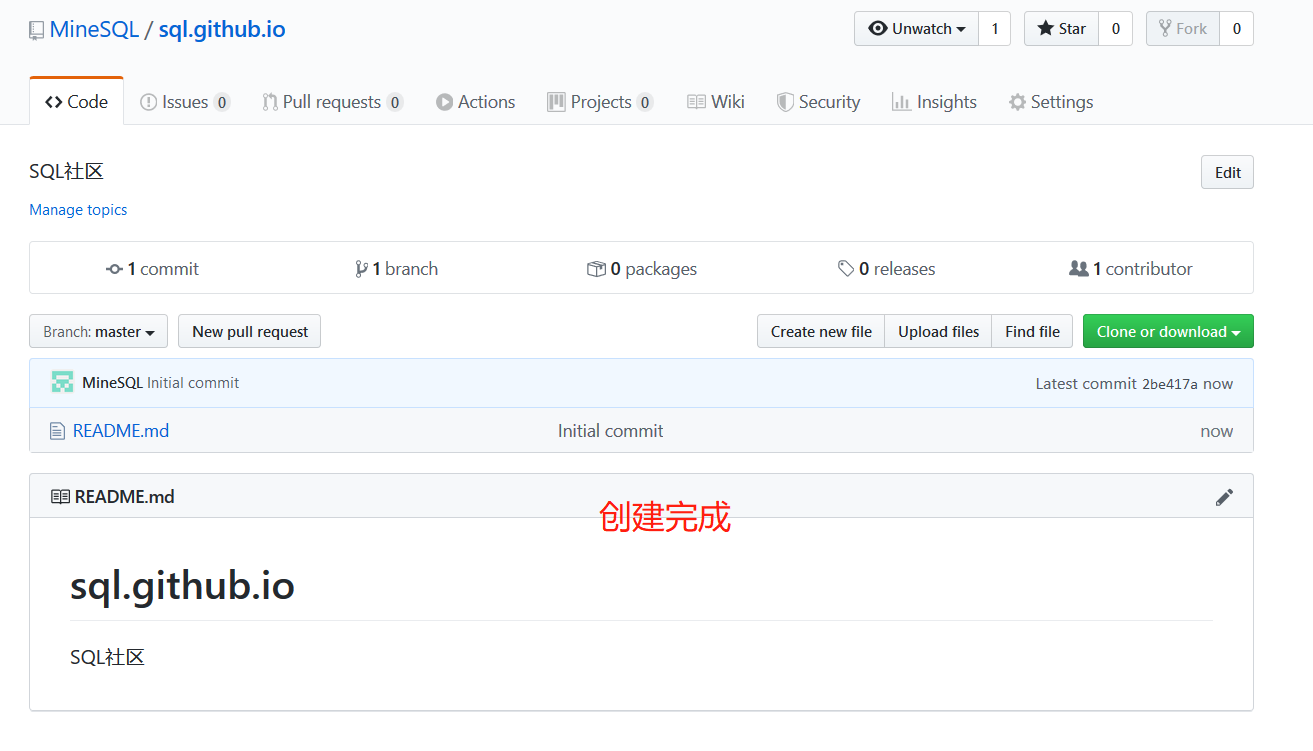 MineSQL / sql.github.io Unwatch 1 Star 0 Fork 0
Code Issues 0 Pull requests 0 Actions Projects 0 Wiki Security Insights Settings
SQL社区 Edit
Manage topics
1 commit 1 branch 0 packages 0 releases 1 contributor
Branch: master New pull request Create new file Upload files Find file Clone or download
MineSQL Initial commit Latest commit 2be417a now
README.md Initial commit now
README.md
创建完成
sql.github.io
SQL社区